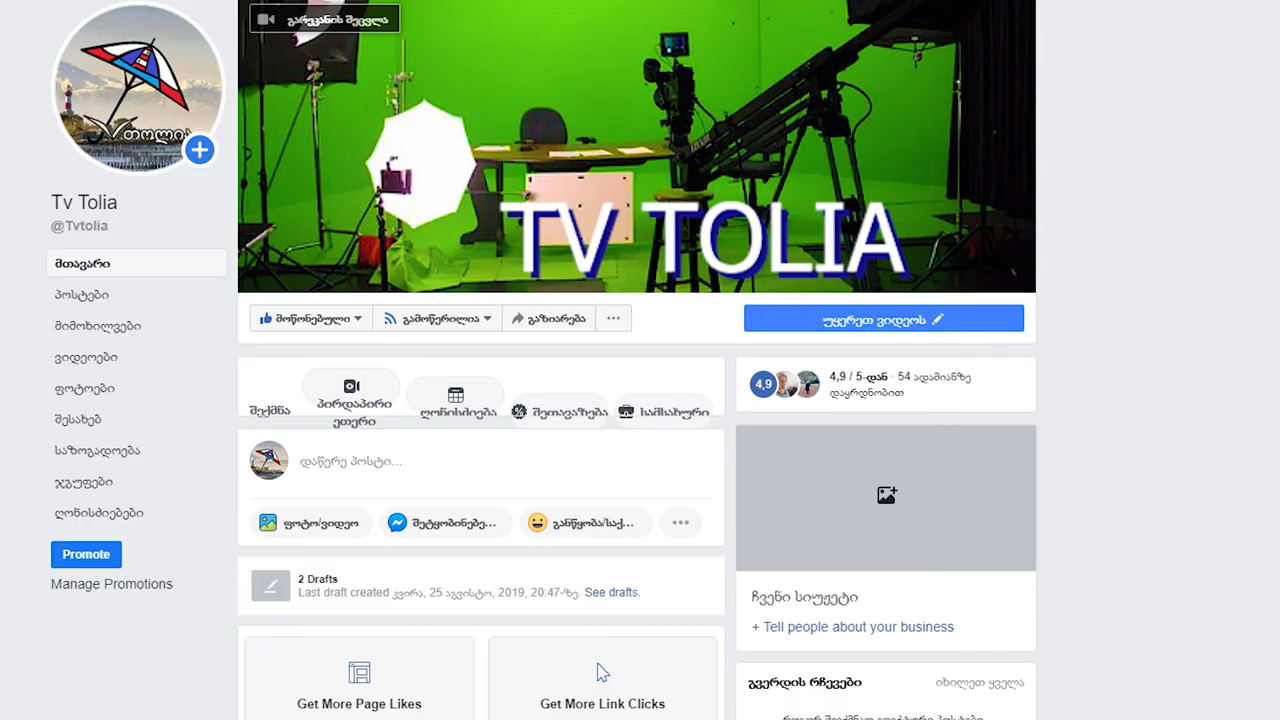 გარეკანის შეცვლა
თოლია
TV TOLIA
Tv Tolia
@Tvtolia
მთავარი
პოსტები
მიმოხილვები
ვიდეოები
ფოტოები
შესახებ
საზოგადოება
ჯგუფები
ღონისძიებები
Promote
Manage Promotions
მოწონებული
გამოწერილია
გაზიარება
უყურეთ ვიდეოს
შექმნა
პირდაპირი
ეთერი
ღონისძიება
შეთავაზება
სამსახური
დაწერე პოსტი...
ფოტო/ვიდეო
შეტყობინებე...
განწყობა/საქ...
2 Drafts
Last draft created კვირა, 25 აგვისტო, 2019, 20:47-ზე. See drafts.
Get More Page Likes
Get More Link Clicks
4,9
4,9 / 5-დან · 54 ადამიანზე
დაყრდნობით
ჩვენი სიუჟეტი
+ Tell people about your business
გვერდის რჩევები
იხილეთ ყველა